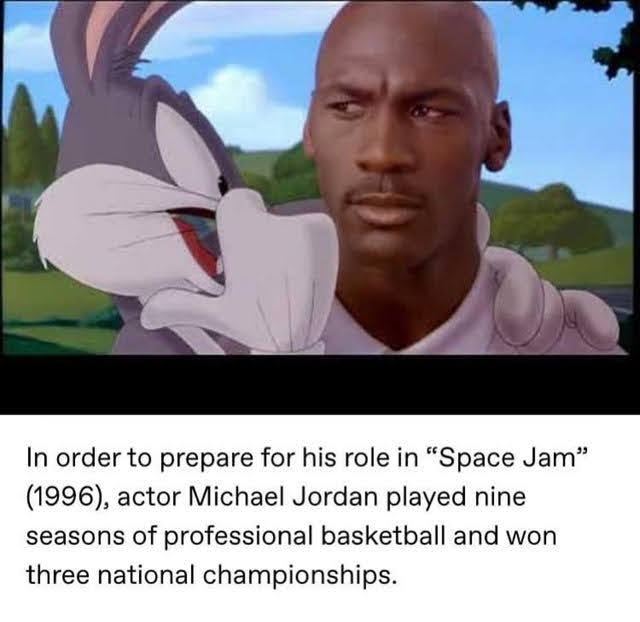 In order to prepare for his role in “Space Jam”
(1996), actor Michael Jordan played nine
seasons of professional basketball and won
three national championships.